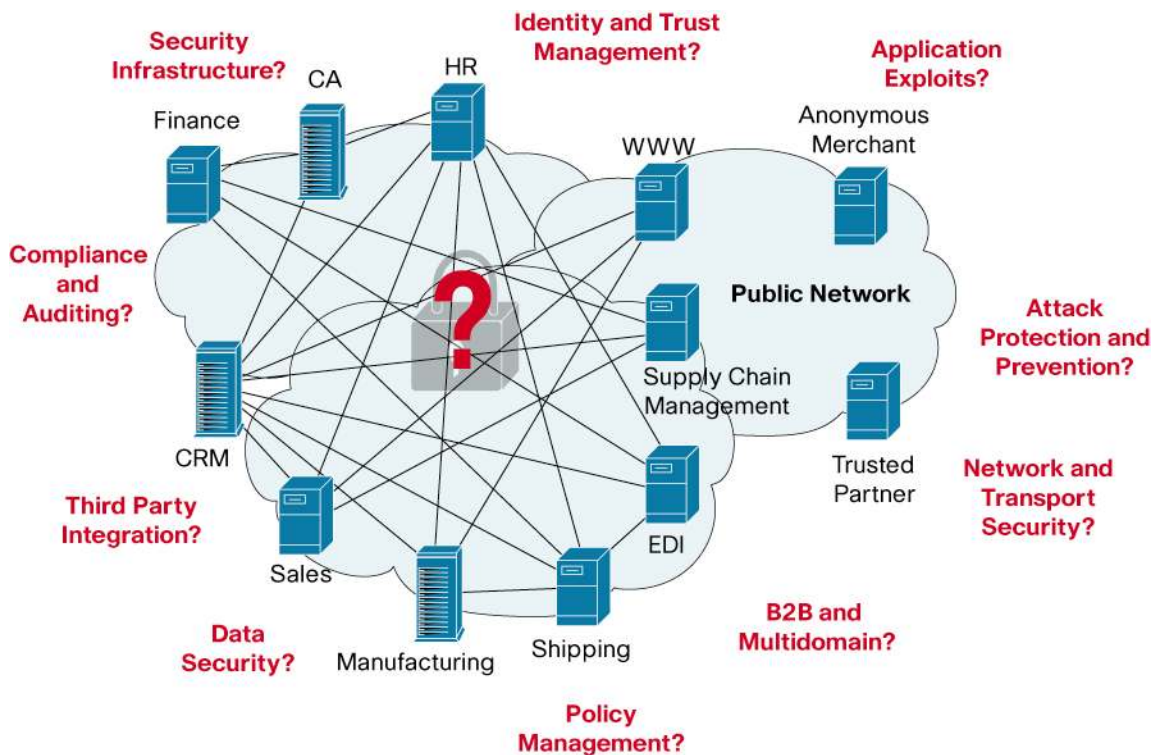 Identity and Trust
Management?
Security
Infrastructure?
HR
Application
Exploits?
CA
Finance
Anonymous
Merchant
WWW
Compliance
and
Auditing?
?
Public Network
Attack
Protection and
Prevention?
Supply Chain
Management
CRM
Trusted
Partner
Network and
Transport
Security?
Third Party
Integration?
EDI
Sales
B2B and
Multidomain?
Data
Security?
Manufacturing
Shipping
Policy
Management?